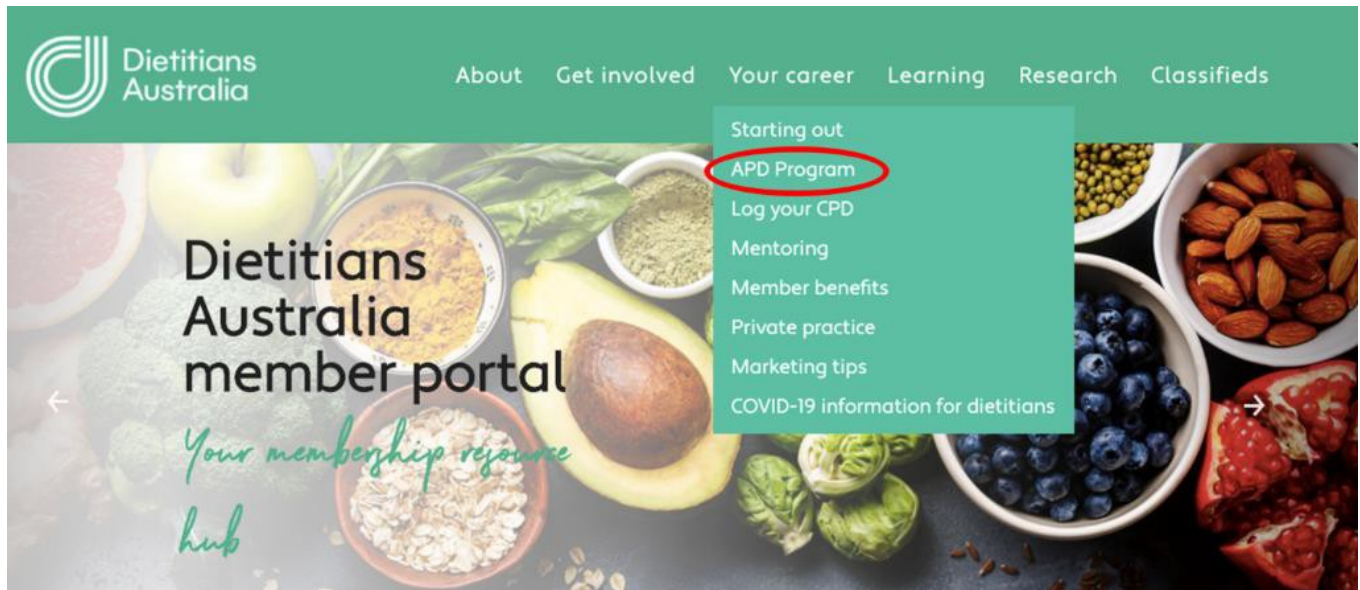 Dietitians
Australia
About Get involved Your career Learning Research Classifieds
Starting out
APD Program
Log your CPD
Mentoring
Member benefits
Private practice
Marketing tips
COVID-19 information for dietitians
Dietitians
Australia
member portal
Your membership resource
hub